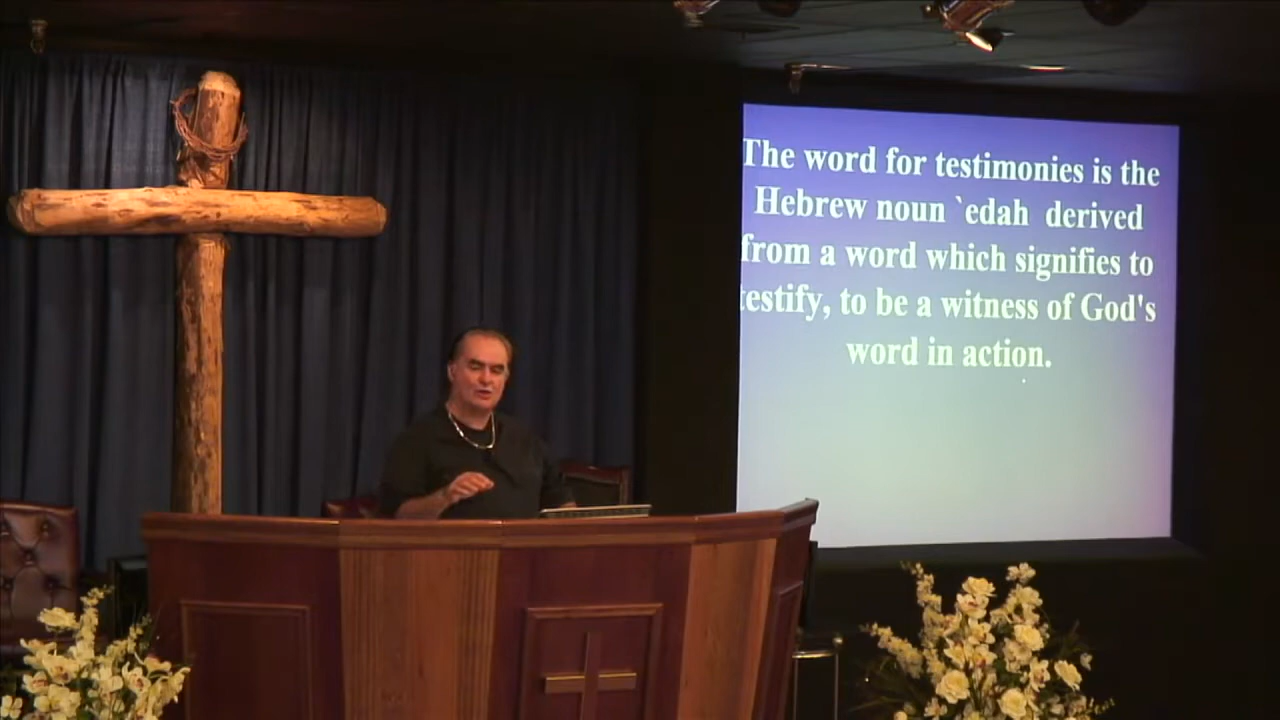 The word for testimonies is the
Hebrew noun `edah derived
from a word which signifies to
testify, to be a witness of God's
word in action.